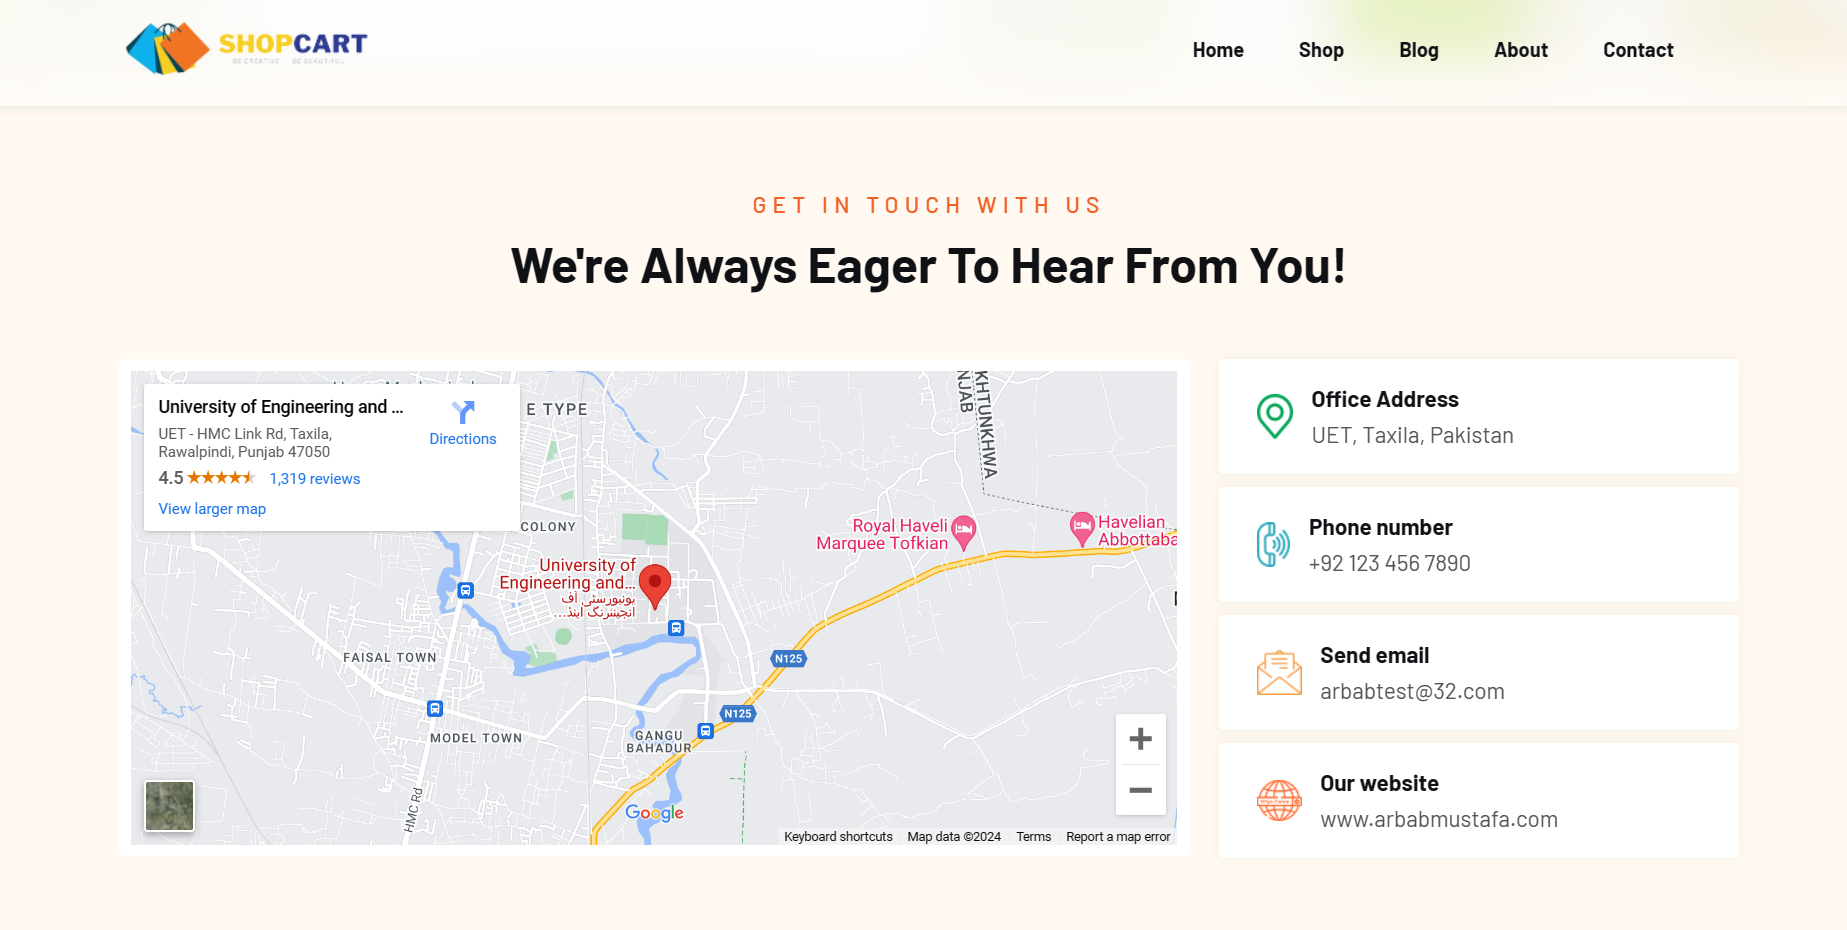 SHOPCART
BE CREATIVE BE BEAUTIFUL
Home
Shop
Blog
About
Contact
GET IN TOUCH WITH US
We're Always Eager To Hear From You!
University of Engineering and ...
UET - HMC Link Rd, Taxila,
Rawalpindi, Punjab 47050
4.5
1,319 reviews
View larger map
Directions
E TYPE
COLONY
KHTUNKHWA
NJAB
Royal Haveli
Marquee Tofkian
Havelian
Abbottaba
University of
Engineering and...
یونیورسٹی آف
انجینئرنگ اینڈ...
FAISAL TOWN
N125
N125
MODEL TOWN
GANGU
BAHADUR
HMC Rd
Google
Keyboard shortcuts
Map data ©2024
Terms
Report a map error
Office Address
UET, Taxila, Pakistan
Phone number
+92 123 456 7890
Send email
arbabtest@32.com
Our website
www.arbabmustafa.com